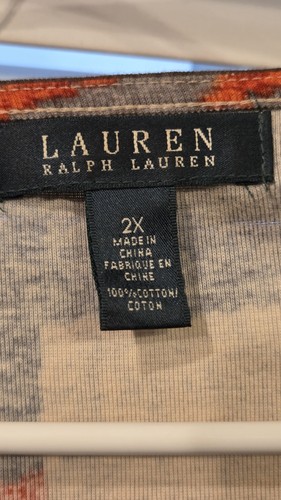 LAUREN
RALPH LAUREN
2X
MADE IN
CHINA
FABRIQUE EN
CHINE
100%COTTON/
COTON